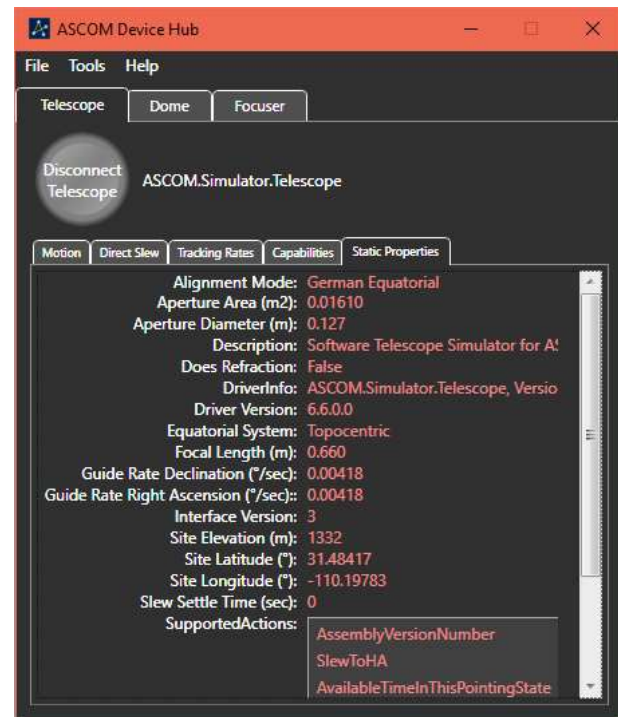 ASCOM Device Hub
File Tools Help
Telescope Dome Focuser
Disconnect
Telescope
ASCOM.Simulator.Telescope
Motion Direct Slew Tracking Rates Capabilities Static Properties
Alignment Mode: German Equatorial
Aperture Area (m2): 0.01610
Aperture Diameter (m): 0.127
Description: Software Telescope Simulator for AS
Does Refraction: False
DriverInfo: ASCOM.Simulator.Telescope, Versio
Driver Version: 6.6.0.0
Equatorial System: Topocentric
Focal Length (m): 0.660
Guide Rate Declination (°/sec): 0.00418
Guide Rate Right Ascension (°/sec):: 0.00418
Interface Version: 3
Site Elevation (m): 1332
Site Latitude (°): 31.48417
Site Longitude (°): -110.19783
Slew Settle Time (sec): 0
SupportedActions:
AssemblyVersionNumber
SlewToHA
AvailableTimeInThisPointingState